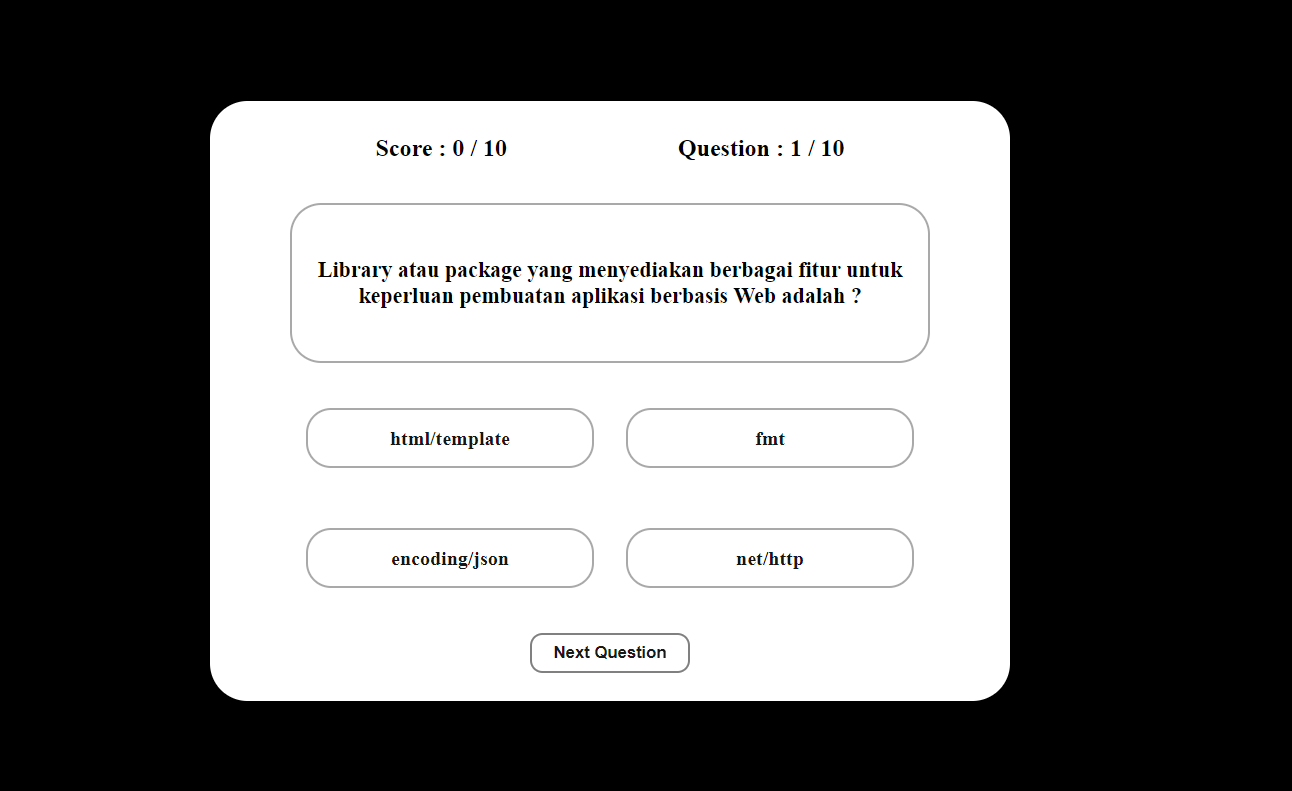 Score : 0 / 10
Question : 1 / 10
Library atau package yang menyediakan berbagai fitur untuk
keperluan pembuatan aplikasi berbasis Web adalah ?
html/template
fmt
encoding/json
net/http
Next Question